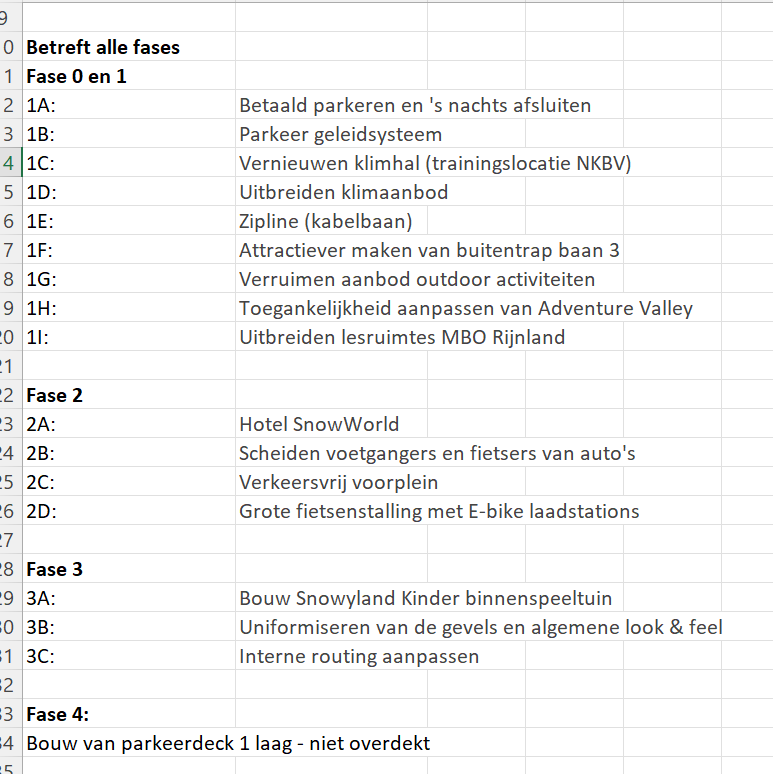 9
0 Betreft alle fases
1 Fase 0 en 1
2 1A: Betaald parkeren en 's nachts afsluiten
3 1B: Parkeer geleidsysteem
4 1C: Vernieuwen klimhal (trainingslocatie NKBV)
5 1D: Uitbreiden klimaanbod
6 1E: Zipline (kabelbaan)
7 1F: Attractiever maken van buitentrap baan 3
8 1G: Verruimen aanbod outdoor activiteiten
9 1H: Toegankelijkheid aanpassen van Adventure Valley
20 1I: Uitbreiden lesruimtes MBO Rijnland
21
22 Fase 2
23 2A: Hotel SnowWorld
24 2B: Scheiden voetgangers en fietsers van auto's
25 2C: Verkeersvrij voorplein
26 2D: Grote fietsenstalling met E-bike laadstations
27
28 Fase 3
29 3A: Bouw Snowyland Kinder binnenspeeltuin
30 3B: Uniformiseren van de gevels en algemene look & feel
31 3C: Interne routing aanpassen
32
33 Fase 4:
34 Bouw van parkeerdeck 1 laag - niet overdekt
35